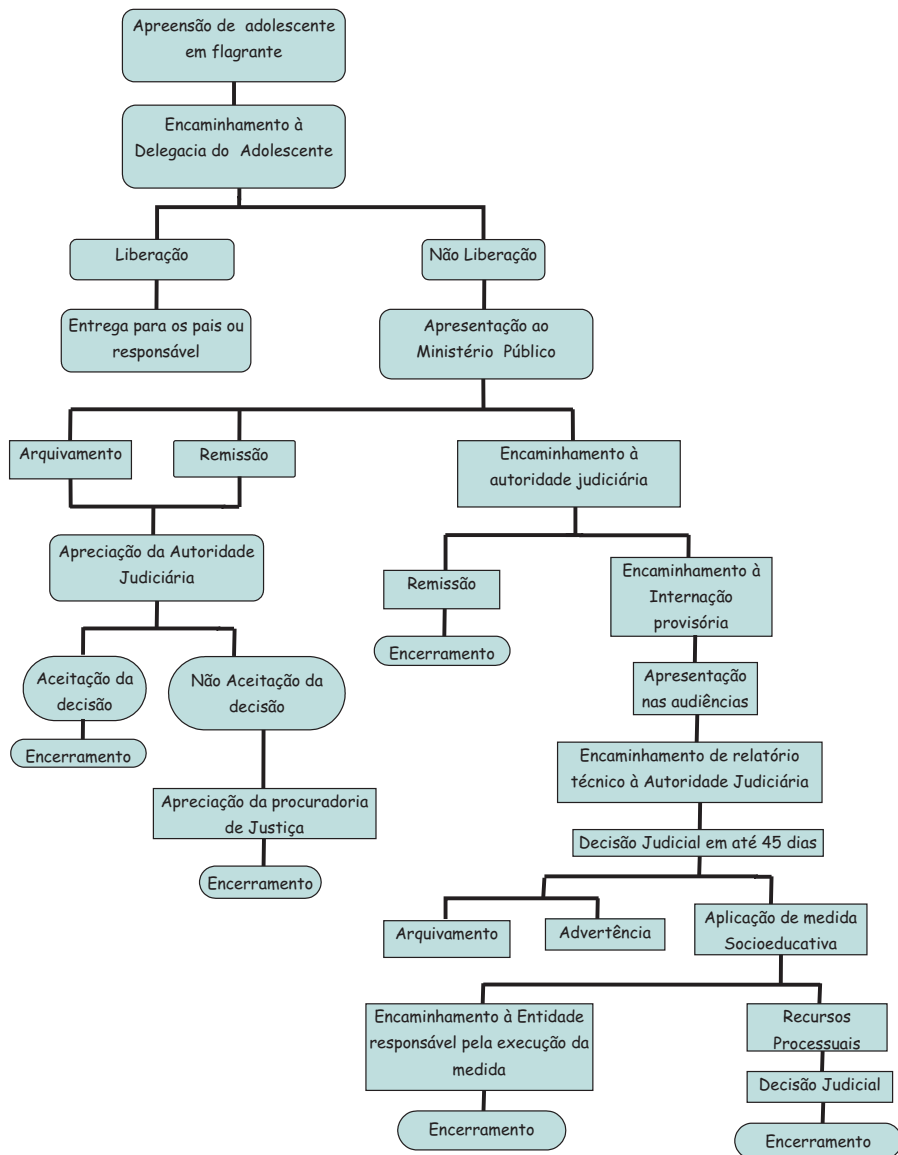 Apreensão de adolescente
em flagrante
Encaminhamento à
Delegacia do Adolescente
Liberação
Não Liberação
Entrega para os pais ou
responsável
Apresentação ao
Ministério Público
Arquivamento
Remissão
Encaminhamento à
autoridade judiciária
Apreciação da Autoridade
Judiciária
Remissão
Encerramento
Encaminhamento à
Internação
provisória
Aceitação da
decisão
Encerramento
Não Aceitação da
decisão
Apreciação da procuradoria
de Justiça
Encerramento
Apresentação
nas audiências
Encaminhamento de relatório
técnico à Autoridade Judiciária
Decisão Judicial em até 45 dias
Arquivamento
Advertência
Aplicação de medida
Socioeducativa
Encaminhamento à Entidade
responsável pela execução da
medida
Encerramento
Recursos
Processuais
Decisão Judicial
Encerramento